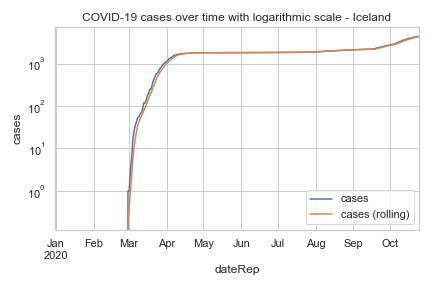 COVID-19 cases over time with logarithmic scale - Iceland
cases
10³
10²
10¹
10⁰
cases
cases (rolling)
Jan Feb Mar Apr May Jun Jul Aug Sep Oct
2020
dateRep